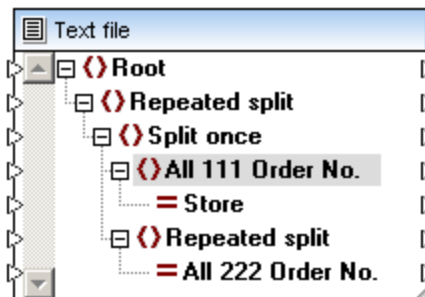 Text file
Root
Repeated split
Split once
All 111 Order No.
Store
Repeated split
All 222 Order No.